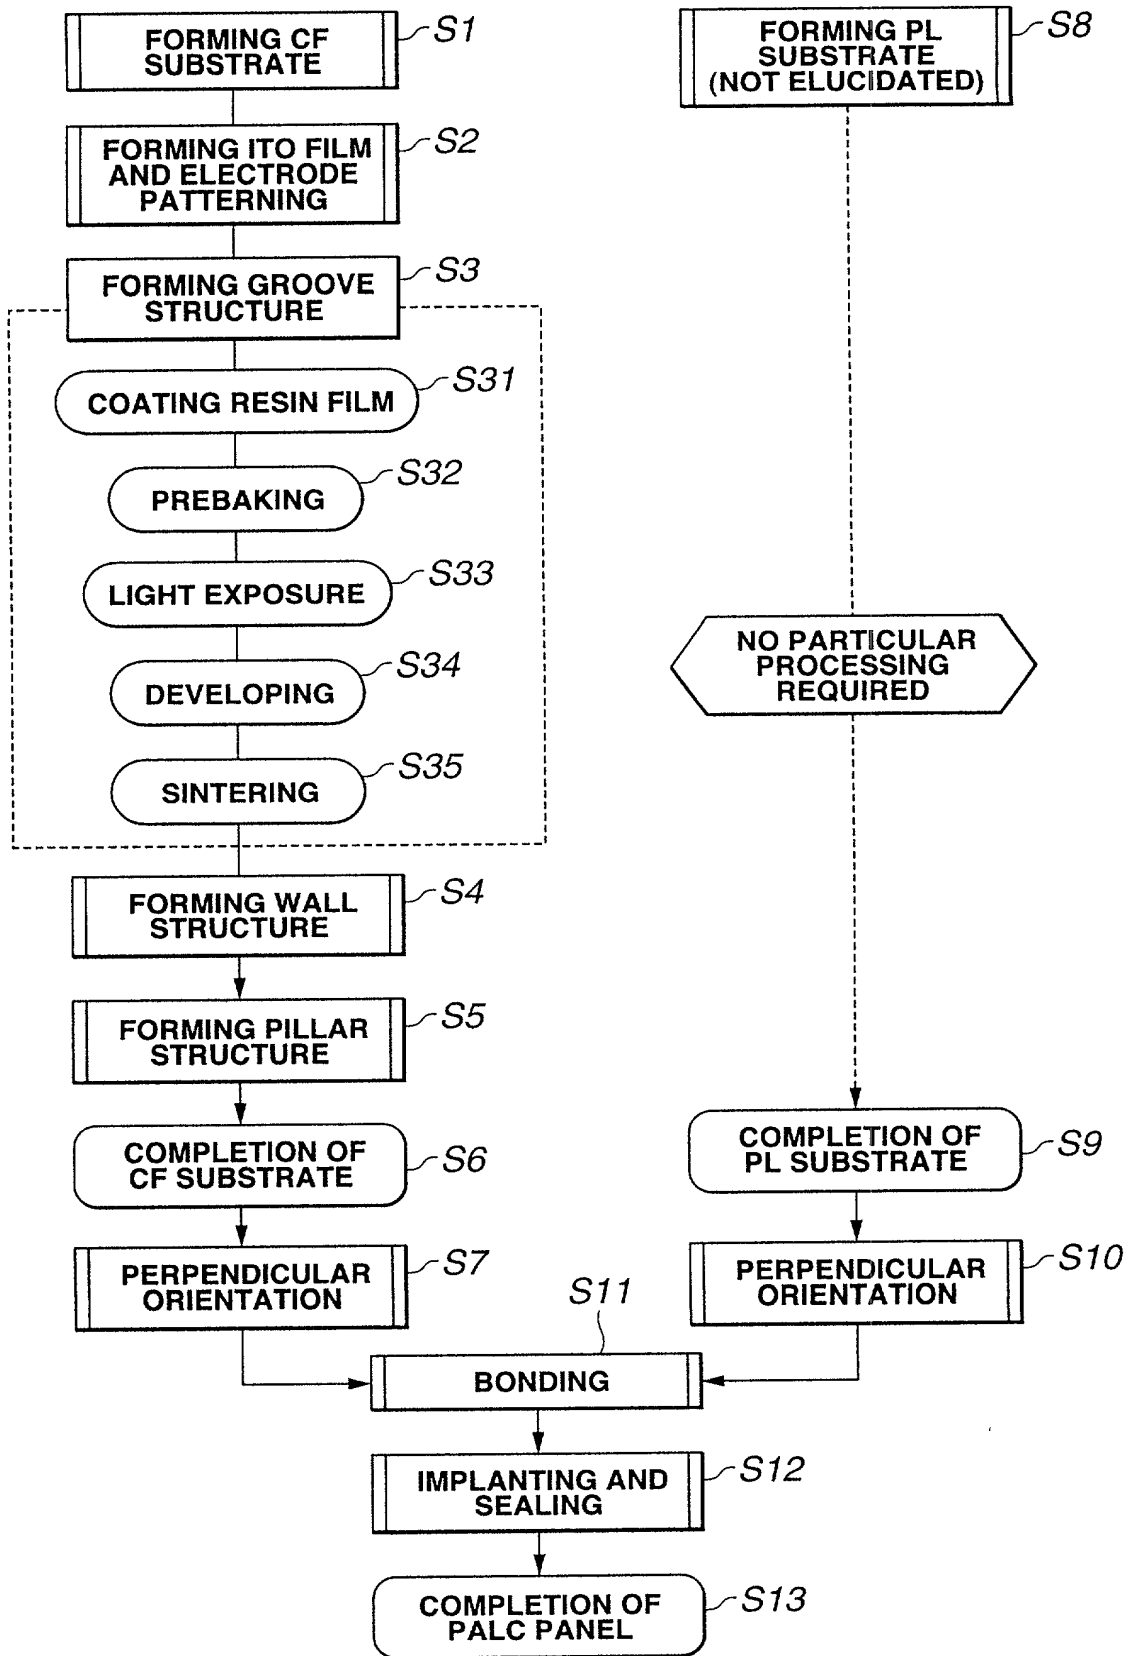 FORMING CF
SUBSTRATE
S1
FORMING ITO FILM
AND ELECTRODE
PATTERNING
S2
FORMING GROOVE
STRUCTURE
S3
COATING RESIN FILM
S31
PREBAKING
S32
LIGHT EXPOSURE
S33
DEVELOPING
S34
SINTERING
S35
FORMING WALL
STRUCTURE
S4
FORMING PILLAR
STRUCTURE
S5
COMPLETION OF
CF SUBSTRATE
S6
PERPENDICULAR
ORIENTATION
S7
FORMING PL
SUBSTRATE
(NOT ELUCIDATED)
S8
NO PARTICULAR
PROCESSING
REQUIRED
COMPLETION OF
PL SUBSTRATE
S9
PERPENDICULAR
ORIENTATION
S10
S11
BONDING
IMPLANTING AND
SEALING
S12
COMPLETION OF
PALC PANEL
S13